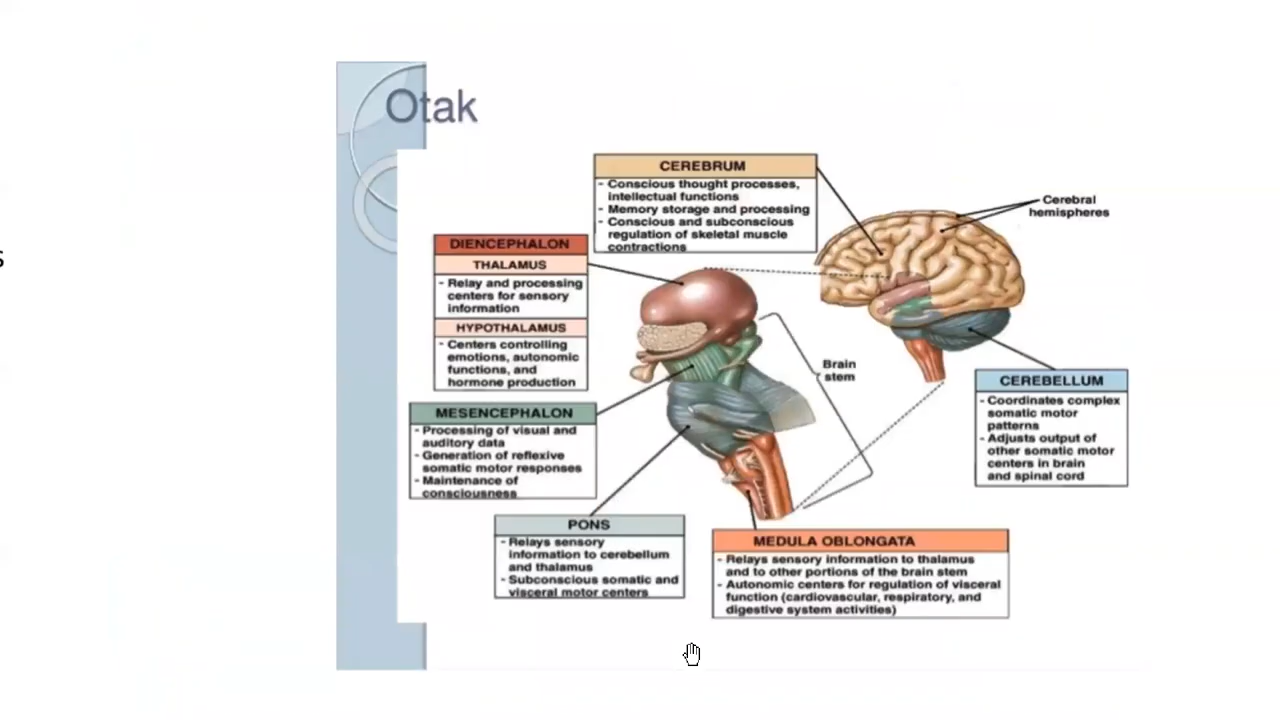 Otak
CEREBRUM
- Conscious thought processes,
intellectual functions
- Memory storage and processing
- Conscious and subconscious
regulation of skeletal muscle
contractions
Cerebral
hemispheres
DIENCEPHALON
THALAMUS
- Relay and processing
centers for sensory
information
HYPOTHALAMUS
- Centers controlling
emotions, autonomic
functions, and
hormone production
Brain
stem
CEREBELLUM
- Coordinates complex
somatic motor
patterns
- Adjusts output of
other somatic motor
centers in brain
and spinal cord
MESENCEPHALON
- Processing of visual and
auditory data
- Generation of reflexive
somatic motor responses
- Maintenance of
consciousness
PONS
- Relays sensory
information to cerebellum
and thalamus
- Subconscious somatic and
visceral motor centers
MEDULA OBLONGATA
- Relays sensory information to thalamus
and to other portions of the brain stem
- Autonomic centers for regulation of visceral
function (cardiovascular, respiratory, and
digestive system activities)
s